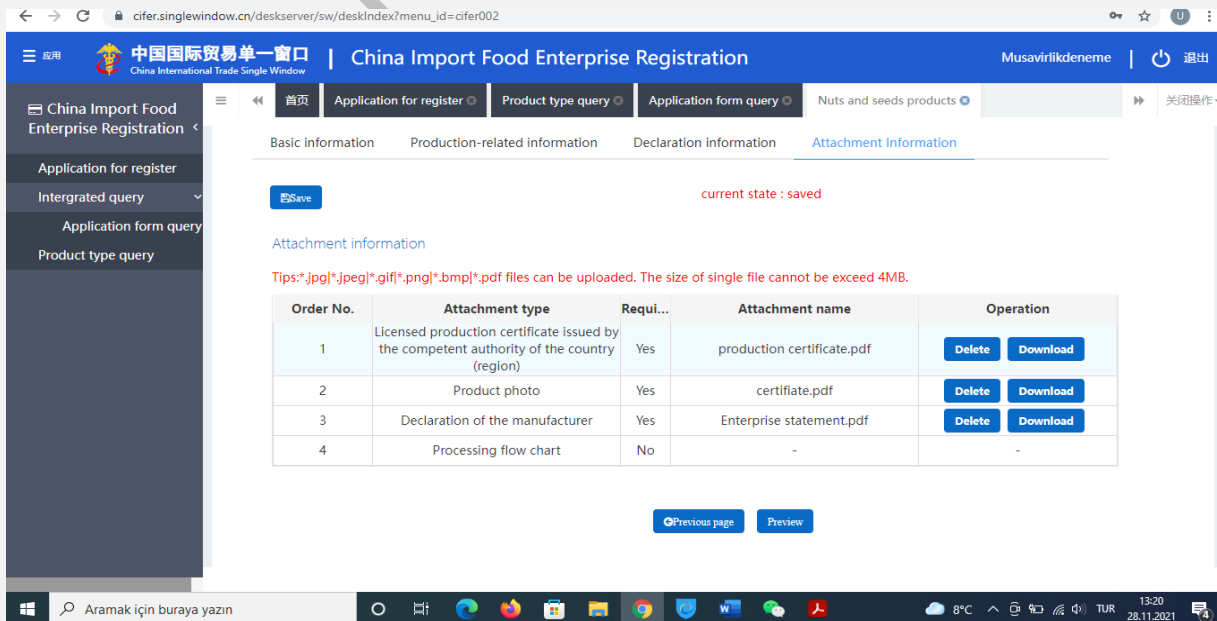 cifer.singlewindow.cn/deskserver/sw/deskIndex?menu_id=cifer002
U
应用
中国国际贸易单一窗口
China International Trade Single Window
China Import Food Enterprise Registration
Musavirlikdeneme
退出
China Import Food
Enterprise Registration
首页
Application for register
Product type query
Application form query
Nuts and seeds products
关闭操作
Application for register
Intergrated query
Application form query
Product type query
Basic information
Production-related information
Declaration information
Attachment Information
Save
current state : saved
Attachment information
Tips:*.jpg|*.jpeg|*.gif|*.png|*.bmp|*.pdf files can be uploaded. The size of single file cannot be exceed 4MB.
Order No. Attachment type Requi... Attachment name Operation
Licensed production certificate issued by
1 the competent authority of the country Yes production certificate.pdf Delete Download
(region)
2 Product photo Yes certifiate.pdf Delete Download
3 Declaration of the manufacturer Yes Enterprise statement.pdf Delete Download
4 Processing flow chart No - -
Previous page Preview
Aramak için buraya yazın
8°C
TUR
13:20
28.11.2021
4